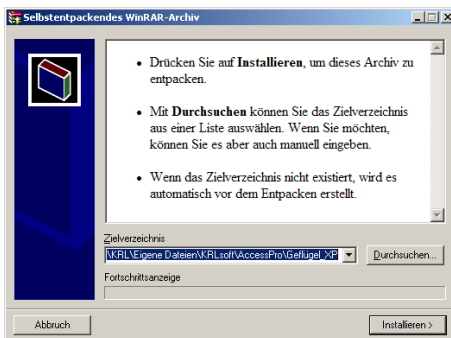 Selbstentpackendes WinRAR-Archiv
Drücken Sie auf Installieren, um dieses Archiv zu
entpacken.
Mit Durchsuchen können Sie das Zielverzeichnis
aus einer Liste auswählen. Wenn Sie möchten,
können Sie es aber auch manuell eingeben.
Wenn das Zielverzeichnis nicht existiert, wird es
automatisch vor dem Entpacken erstellt.
Zielverzeichnis
\KRL\Eigene Dateien\KRLsoft\AccessPro\Geflügel_XP
Durchsuchen...
Fortschrittsanzeige
Abbruch
Installieren >